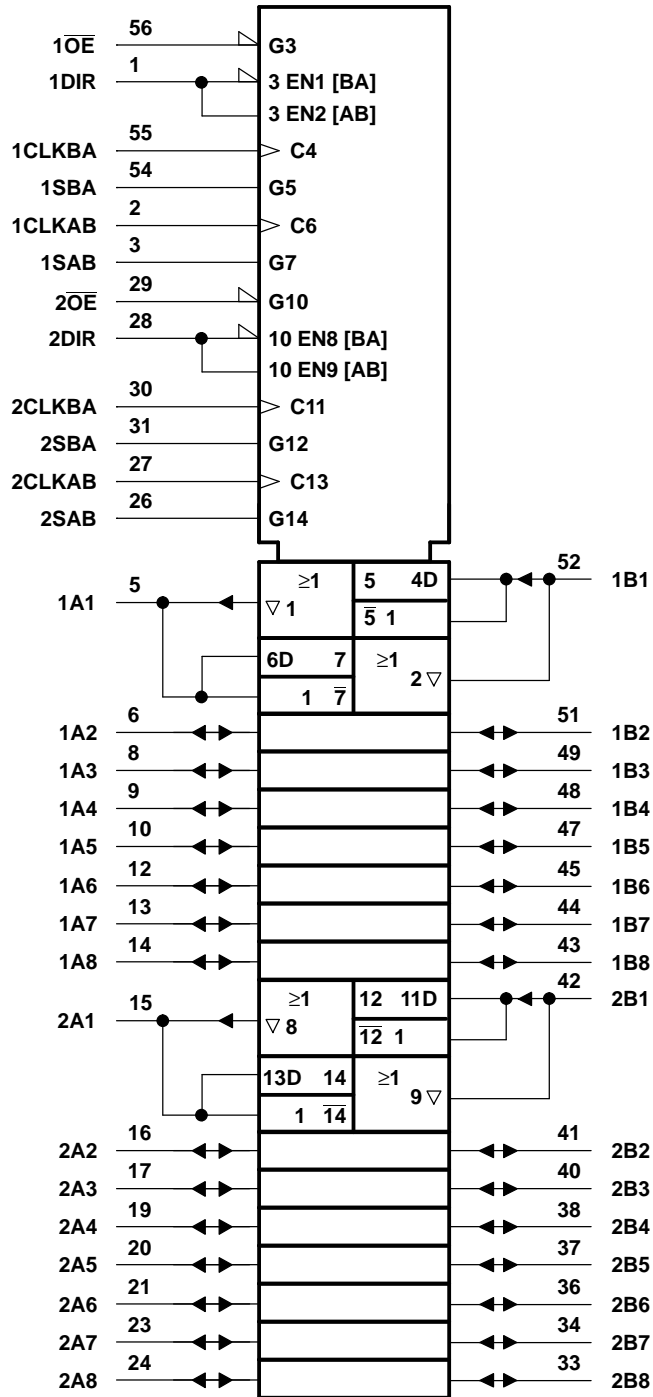 1O̅E̅ 56 G3
1DIR 1 3 EN1 [BA]
3 EN2 [AB]
1CLKBA 55 C4
1SBA 54 G5
1CLKAB 2 C6
1SAB 3 G7
2O̅E̅ 29 G10
2DIR 28 10 EN8 [BA]
10 EN9 [AB]
2CLKBA 30 C11
2SBA 31 G12
2CLKAB 27 C13
2SAB 26 G14
1A1 5 ≥1 5 4D 52 1B1
▽ 1 5̅ 1
6D 7 ≥1
1 7̅ 2 ▽
1A2 6 51 1B2
1A3 8 49 1B3
1A4 9 48 1B4
1A5 10 47 1B5
1A6 12 45 1B6
1A7 13 44 1B7
1A8 14 43 1B8
2A1 15 ≥1 12 11D 42 2B1
▽ 8 1̅2̅ 1
13D 14 ≥1
1 1̅4̅ 9 ▽
2A2 16 41 2B2
2A3 17 40 2B3
2A4 19 38 2B4
2A5 20 37 2B5
2A6 21 36 2B6
2A7 23 34 2B7
2A8 24 33 2B8